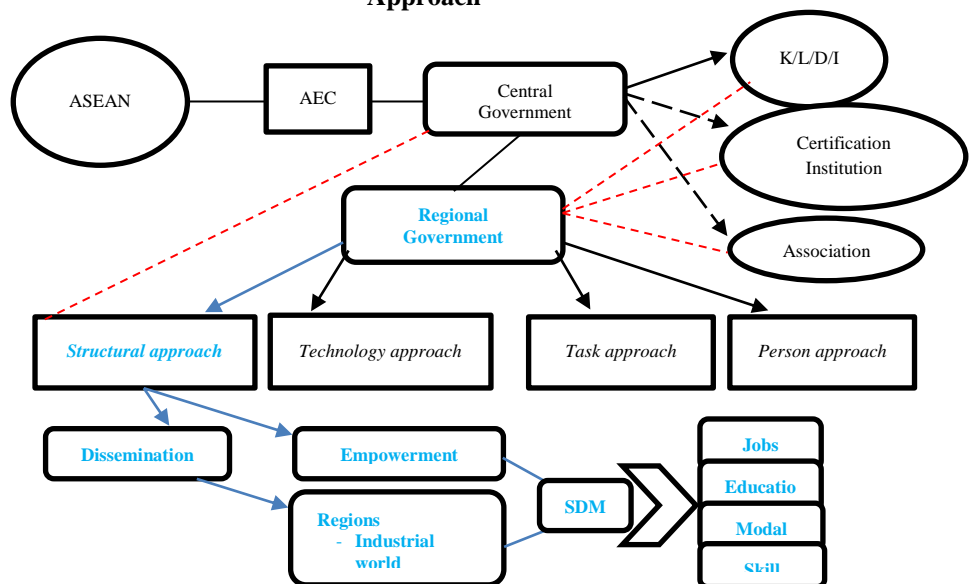 Approach
ASEAN
AEC
Central
Government
K/L/D/I
Certification
Institution
Association
Regional
Government
Structural approach
Technology approach
Task approach
Person approach
Dissemination
Empowerment
Regions
- Industrial
world
SDM
Jobs
Educatio
Modal
Skill